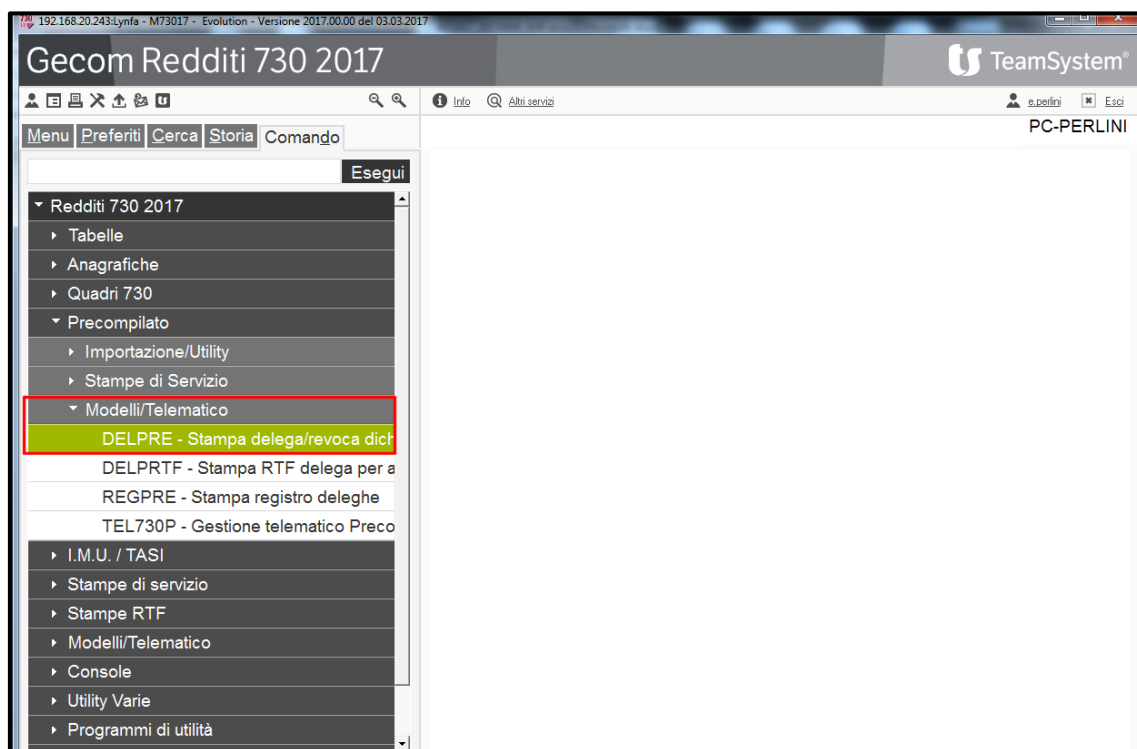 192.168.20.243:Lynfa - M73017 - Evolution - Versione 2017.00.00 del 03.03.2017
Gecom Redditi 730 2017
TeamSystem®
Info
Altri servizi
e.perlini
Esci
Menu Preferiti Cerca Storia Comando
PC-PERLINI
Esegui
Redditi 730 2017
Tabelle
Anagrafiche
Quadri 730
Precompilato
Importazione/Utility
Stampe di Servizio
Modelli/Telematico
DELPRE - Stampa delega/revoca dich
DELPRTF - Stampa RTF delega per a
REGPRE - Stampa registro deleghe
TEL730P - Gestione telematico Preco
I.M.U. / TASI
Stampe di servizio
Stampe RTF
Modelli/Telematico
Console
Utility Varie
Programmi di utilità